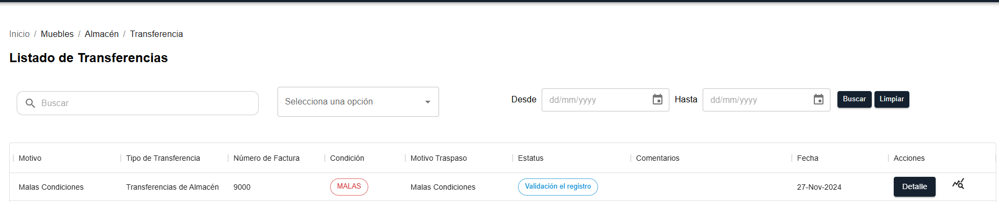 Inicio / Muebles / Almacén / Transferencia
Listado de Transferencias
Buscar
Selecciona una opción
Desde dd/mm/yyyy Hasta dd/mm/yyyy Buscar Limpiar
Motivo Tipo de Transferencia Número de Factura Condición Motivo Traspaso Estatus Comentarios Fecha Acciones
Malas Condiciones Transferencias de Almacén 9000 MALAS Malas Condiciones Validación el registro 27-Nov-2024 Detalle